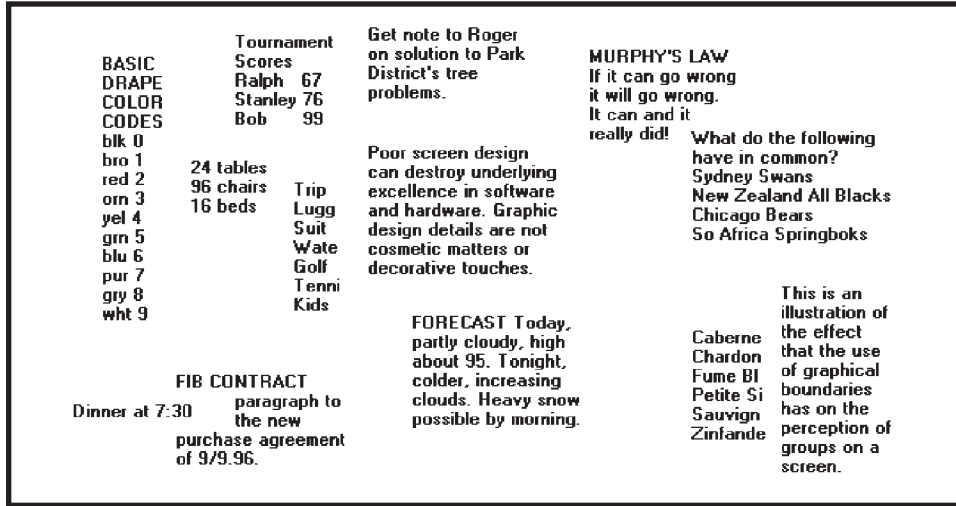 BASIC
DRAPE
COLOR
CODES
blk 0
bro 1
red 2
orn 3
yel 4
grn 5
blu 6
pur 7
gry 8
wht 9
Tournament
Scores
Ralph 67
Stanley 76
Bob 99
24 tables
96 chairs
16 beds
Trip
Lugg
Suit
Wate
Golf
Tenni
Kids
Get note to Roger
on solution to Park
District's tree
problems.
Poor screen design
can destroy underlying
excellence in software
and hardware. Graphic
design details are not
cosmetic matters or
decorative touches.
MURPHY'S LAW
If it can go wrong
it will go wrong.
It can and it
really did!
What do the following
have in common?
Sydney Swans
New Zealand All Blacks
Chicago Bears
So Africa Springboks
FIB CONTRACT
paragraph to
the new
purchase agreement
of 9/9.96.
Dinner at 7:30
FORECAST Today,
partly cloudy, high
about 95. Tonight,
colder, increasing
clouds. Heavy snow
possible by morning.
Caberne
Chardon
Fume Bl
Petite Si
Sauvign
Zinfande
This is an
illustration of
the effect
that the use
of graphical
boundaries
has on the
perception of
groups on a
screen.